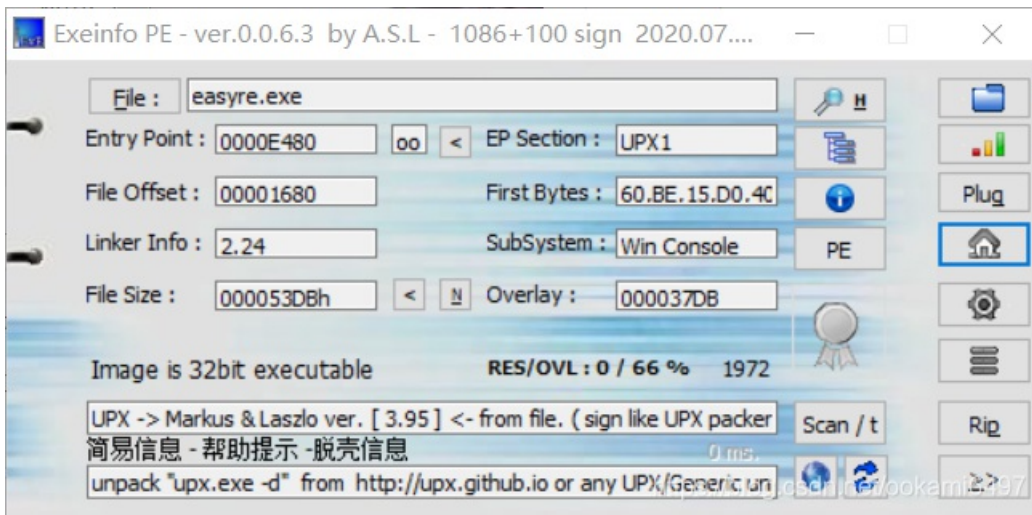 Exeinfo PE - ver.0.0.6.3 by A.S.L - 1086+100 sign 2020.07....
File : easyre.exe H
Entry Point : 0000E480 oo < EP Section : UPX1
File Offset : 00001680 First Bytes : 60.BE.15.D0.4C Plug
Linker Info : 2.24 SubSystem : Win Console PE
File Size : 000053DBh < N Overlay : 000037DB
Image is 32bit executable RES/OVL : 0 / 66 % 1972
UPX -> Markus & Laszlo ver. [ 3.95 ] <- from file. ( sign like UPX packer Scan / t Rip
简易信息 - 帮助提示 -脱壳信息 0 ms.
unpack "upx.exe -d" from http://upx.github.io or any UPX/Generic un >>